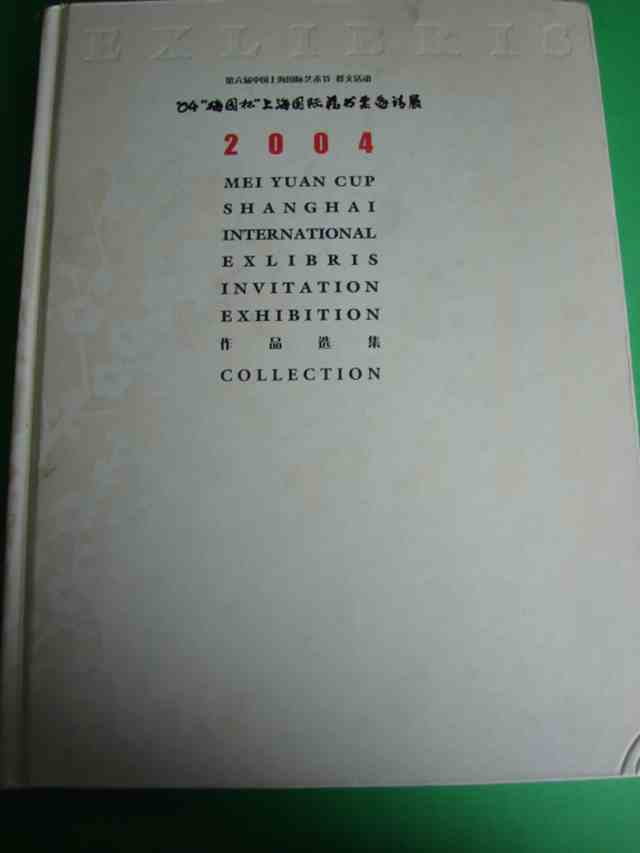 EXLIBRIS
第六届中国上海国际艺术节 群文活动
'04“梅园杯”上海国际藏书票邀请展
2004
MEI YUAN CUP
SHANGHAI
INTERNATIONAL
EXLIBRIS
INVITATION
EXHIBITION
作品选集
COLLECTION